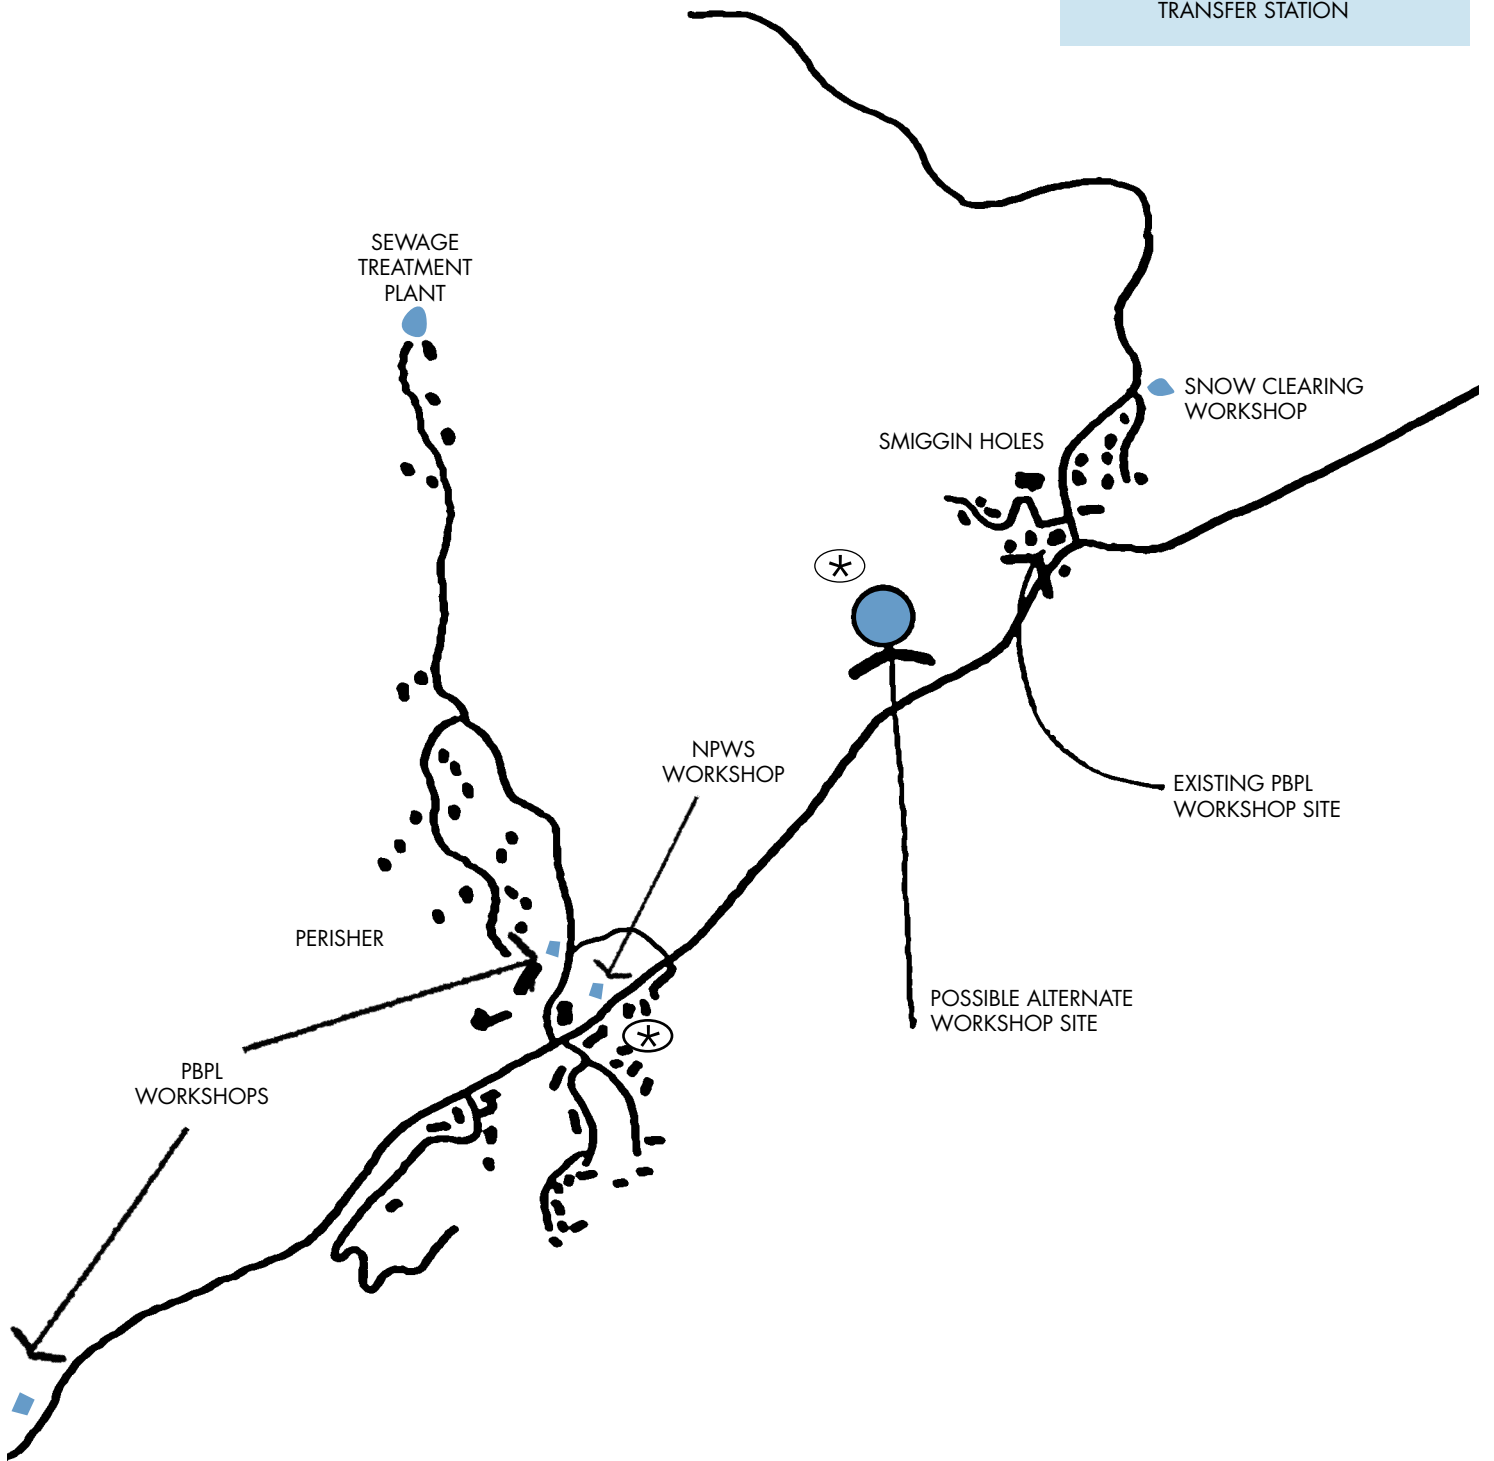 TRANSFER STATION
SEWAGE
TREATMENT
PLANT
SNOW CLEARING
WORKSHOP
SMIGGIN HOLES
*
NPWS
WORKSHOP
EXISTING PBPL
WORKSHOP SITE
PERISHER
POSSIBLE ALTERNATE
WORKSHOP SITE
*
PBPL
WORKSHOPS